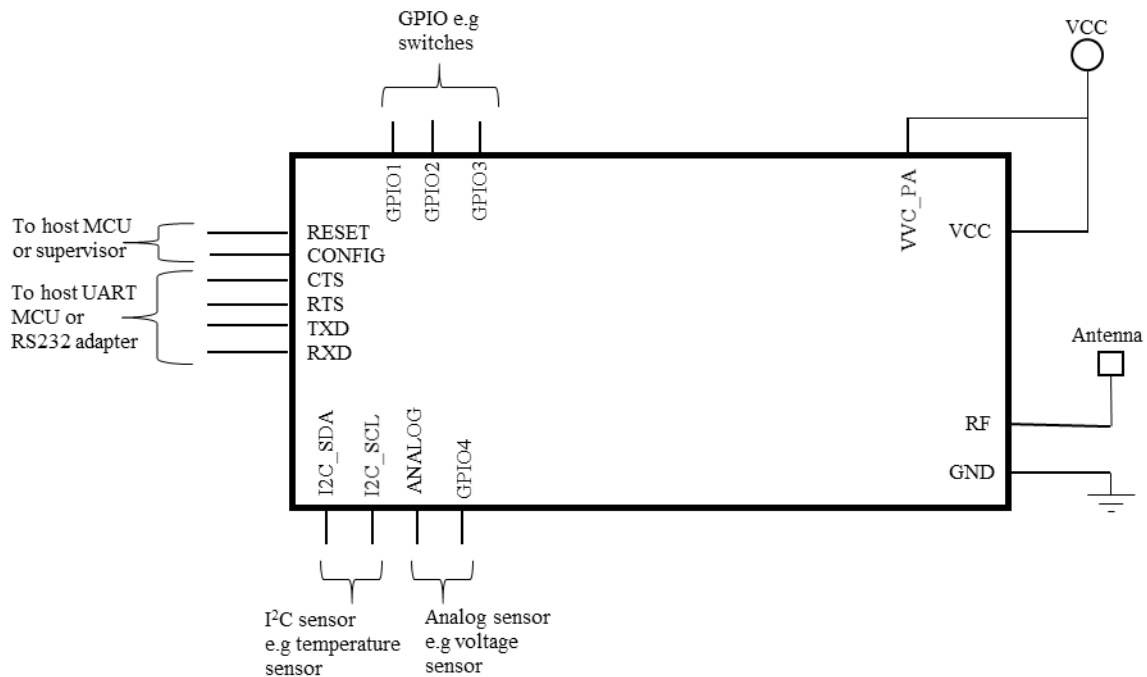 GPIO e.g
switches
VCC
GPIO1
GPIO2
GPIO3
VVC_PA
To host MCU
or supervisor
RESET
CONFIG
VCC
To host UART
MCU or
RS232 adapter
CTS
RTS
TXD
RXD
Antenna
RF
GND
I2C_SDA
I2C_SCL
ANALOG
GPIO4
I²C sensor
e.g temperature
sensor
Analog sensor
e.g voltage
sensor